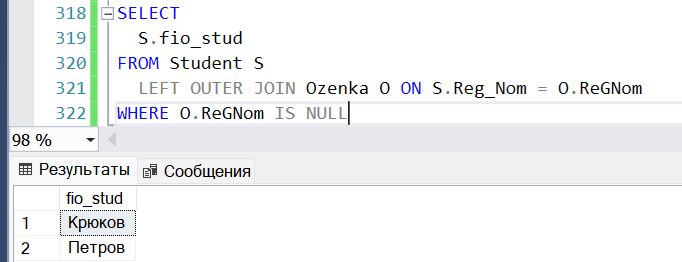 318 SELECT
319 S.fio_stud
320 FROM Student S
321 LEFT OUTER JOIN Ozenka O ON S.Reg_Nom = O.ReGNom
322 WHERE O.ReGNom IS NULL
98 %
Результаты Сообщения
fio_stud
1 Крюков
2 Петров